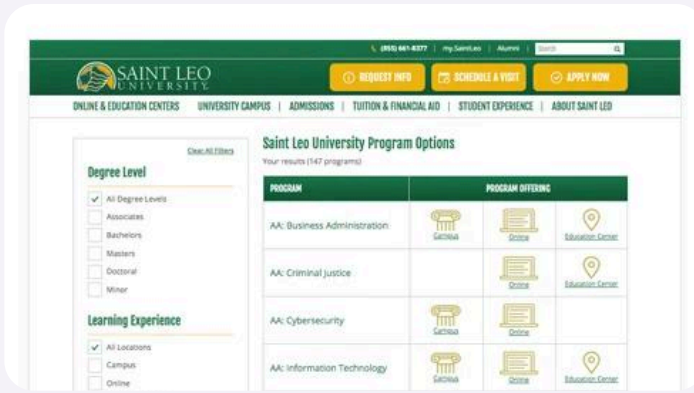 (855) 661-8377 | my.SaintLeo | Alumni | Search
SAINT LEO
UNIVERSITY
REQUEST INFO
SCHEDULE A VISIT
APPLY NOW
ONLINE & EDUCATION CENTERS UNIVERSITY CAMPUS | ADMISSIONS | TUITION & FINANCIAL AID | STUDENT EXPERIENCE | ABOUT SAINT LEO
Clear All Filters
Degree Level
All Degree Levels
Associates
Bachelors
Masters
Doctoral
Minor
Learning Experience
All Locations
Campus
Online
Saint Leo University Program Options
Your results (147 programs)
PROGRAM PROGRAM OFFERING
AA: Business Administration Campus Online Education Center
AA: Criminal Justice Online Education Center
AA: Cybersecurity Campus Online
AA: Information Technology Campus Online Education Center